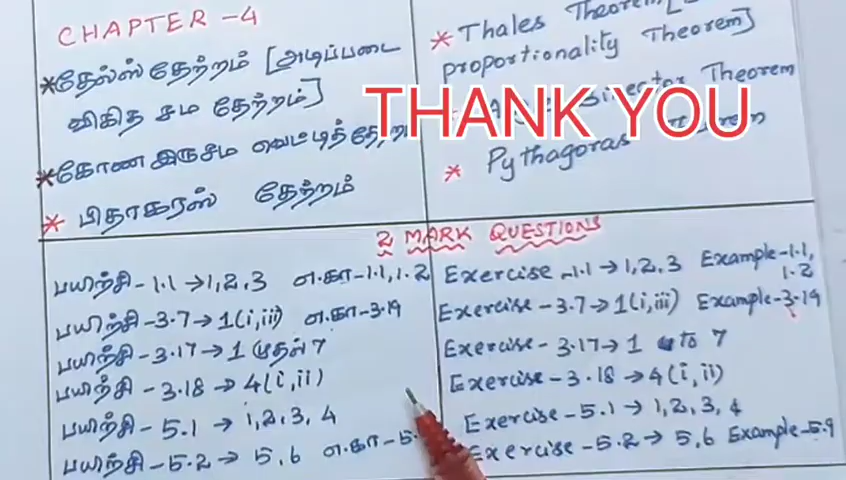 CHAPTER -4
*தேல்ஸ் தேற்றம் [அடிப்படை
விகித சம தேற்றம்]
*கோண இருசம வெட்டித்
* பிதாகரஸ் தேற்றம்
* Thales Theorem
proportionality Theorem]
Bisector Theorem
* Pythagoras
THANK YOU
2 MARK QUESTIONS
பயிற்சி -1.1 →1,2,3 எ.கா -1.1, 1.2
பயிற்சி -3.7→ 1(i,iii) எ.கா -3.19
பயிற்சி -3.17→ 1 முதல் 7
பயிற்சி -3.18 → 4(i,ii)
பயிற்சி -5.1 → 1,2,3,4
பயிற்சி -5.2→ 5,6 எ.கா -5.
Exercise -1.1→1,2,3 Example-1.1,
1.2
Exercise-3.7→1(i,iii) Example-3.19
Exercise- 3.17→ 1 to 7
Exercise -3.18 →4(i,ii)
Exercise-5.1 → 1,2,3,4
Exercise -5.2→ 5,6 Example-5.9